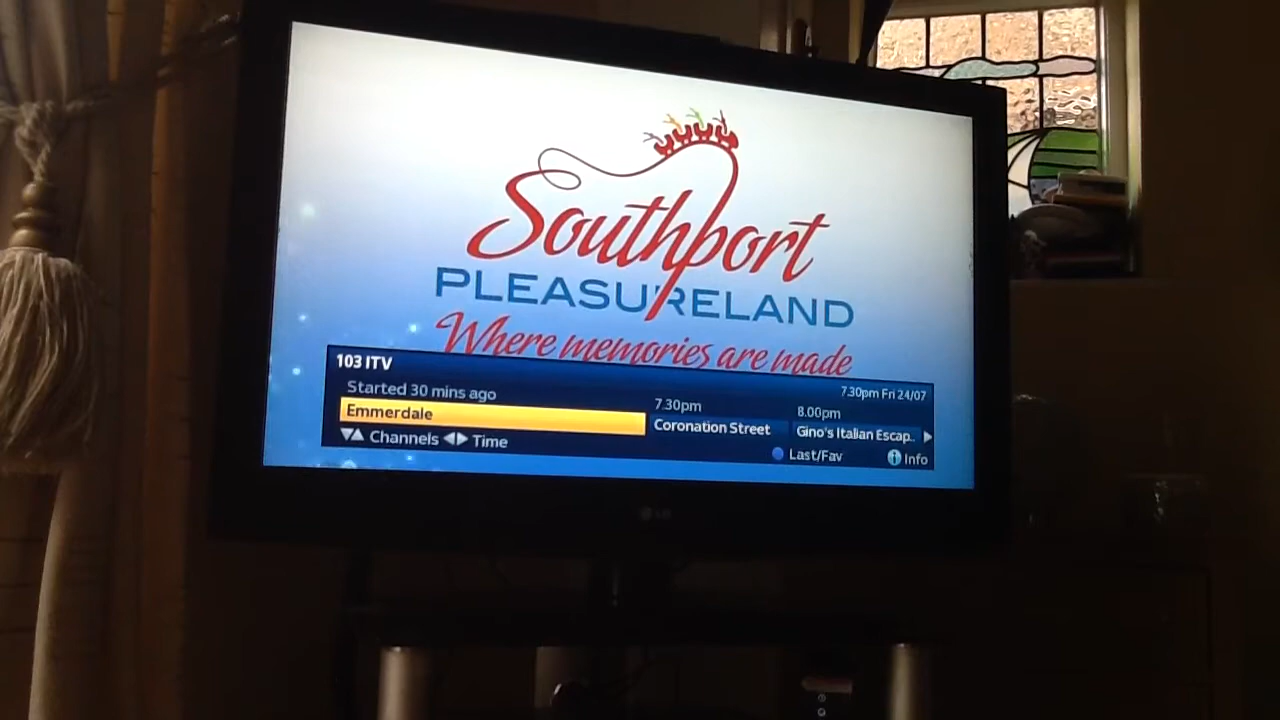 Southport
PLEASURELAND
Where memories are made
103 ITV
7.30pm Fri 24/07
Started 30 mins ago
7.30pm
8.00pm
Emmerdale
Coronation Street
Gino's Italian Escap..
Channels
Time
Last/Fav
i Info
LG